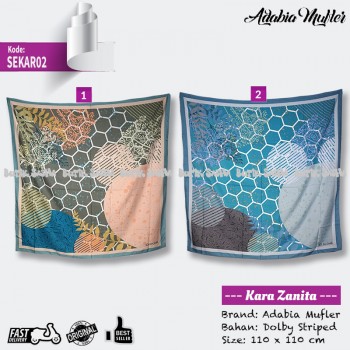 Adabia Mufler
Kode:
SEKAR02
1
2
--- Kara Zanita ---
Brand: Adabia Mufler
Bahan: Dolby Striped
Size: 110 x 110 cm
FAST
DELIVERY
ORIGINAL
BEST
SELLER